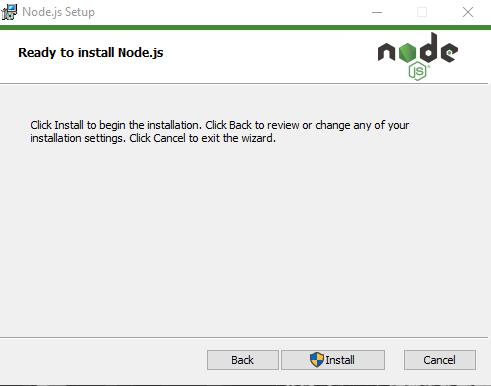 Node.js Setup
Ready to install Node.js
node
JS
Click Install to begin the installation. Click Back to review or change any of your
installation settings. Click Cancel to exit the wizard.
Back
Install
Cancel